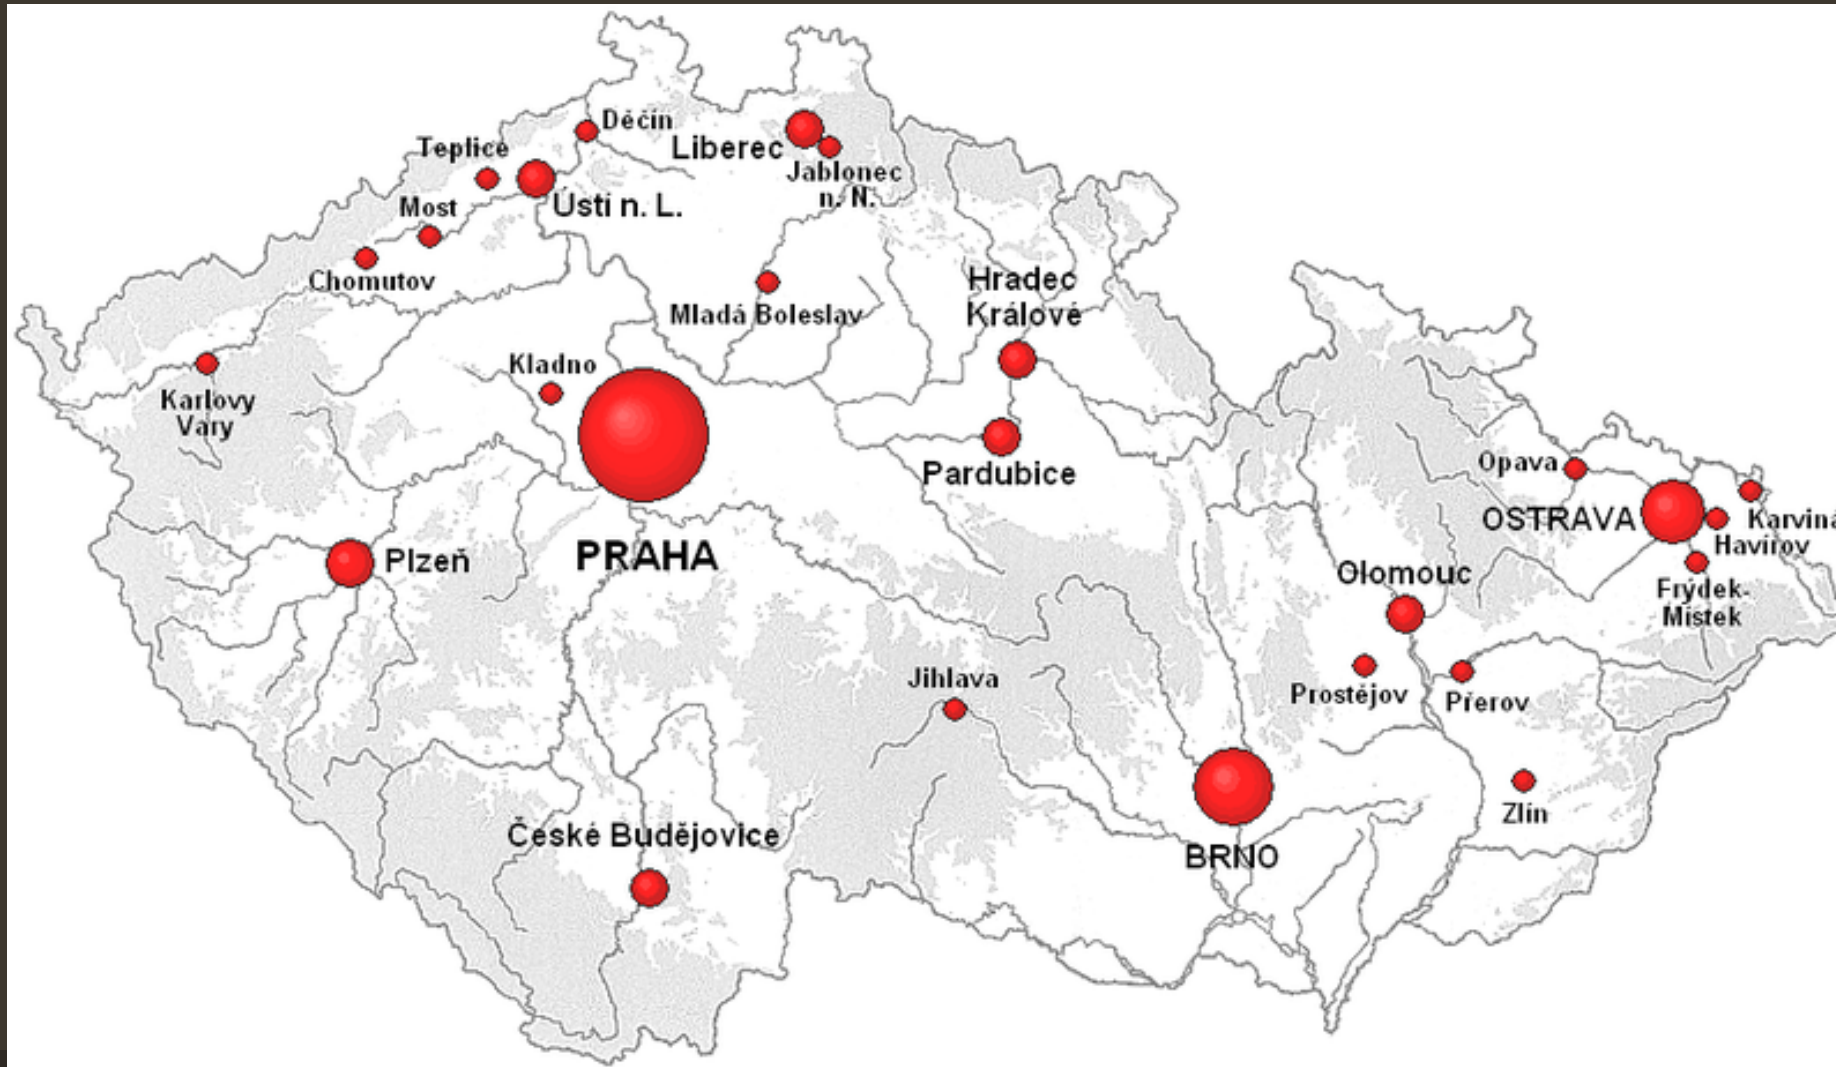 Děčín
Teplice
Liberec
Jablonec
n. N.
Ústí n. L.
Most
Chomutov
Mladá Boleslav
Hradec
Králové
Kladno
Karlovy
Vary
Pardubice
Opava
OSTRAVA
Karviná
Havířov
PRAHA
Plzeň
Olomouc
Frýdek-
Místek
Jihlava
Prostějov
Přerov
Zlín
České Budějovice
BRNO